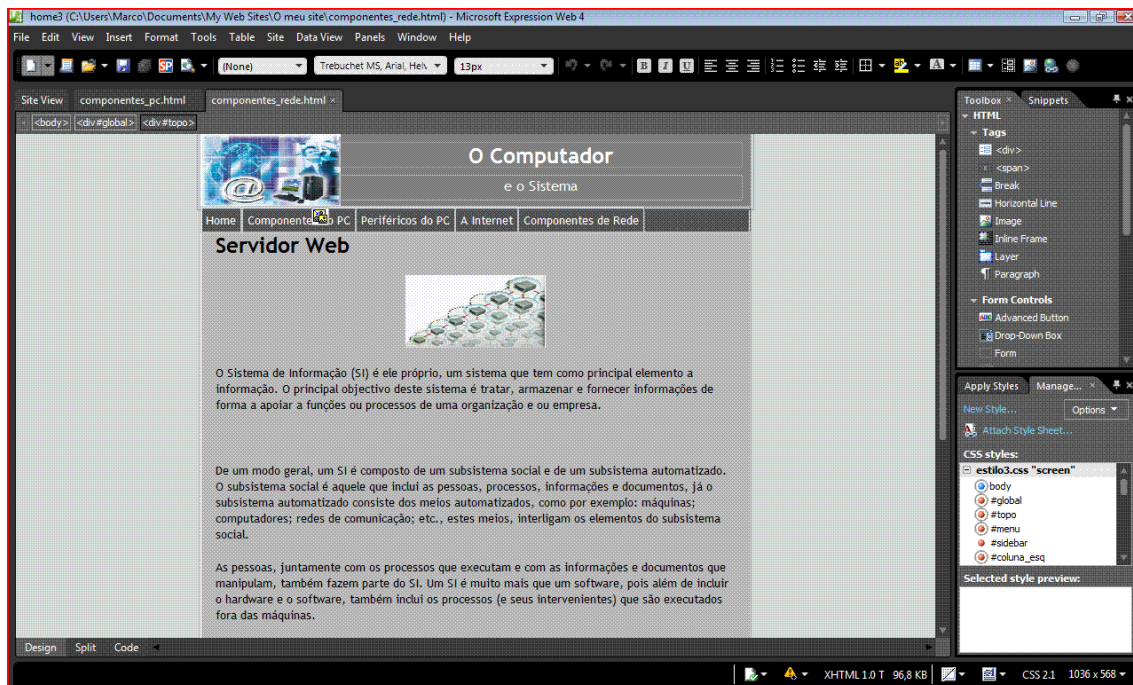 home3 (C:\Users\Marco\Documents\My Web Sites\O meu site\componentes_rede.html) - Microsoft Expression Web 4
File Edit View Insert Format Tools Table Site Data View Panels Window Help
(None) Trebuchet MS, Arial, Helv 13px
Site View componentes_pc.html componentes_rede.html
<body> <div#global> <div#topo>
O Computador
e o Sistema
Home Componentes do PC Periféricos do PC A Internet Componentes de Rede
Servidor Web
O Sistema de Informação (SI) é ele próprio, um sistema que tem como principal elemento a
informação. O principal objectivo deste sistema é tratar, armazenar e fornecer informações de
forma a apoiar a funções ou processos de uma organização e ou empresa.
De um modo geral, um SI é composto de um subsistema social e de um subsistema automatizado.
O subsistema social é aquele que inclui as pessoas, processos, informações e documentos, já o
subsistema automatizado consiste dos meios automatizados, como por exemplo: máquinas;
computadores; redes de comunicação; etc., estes meios, interligam os elementos do subsistema
social.
As pessoas, juntamente com os processos que executam e com as informações e documentos que
manipulam, também fazem parte do SI. Um SI é muito mais que um software, pois além de incluir
o hardware e o software, também inclui os processos (e seus intervenientes) que são executados
fora das máquinas.
Toolbox Snippets
HTML
Tags
<div>
<span>
Break
Horizontal Line
Image
Inline Frame
Layer
Paragraph
Form Controls
Advanced Button
Drop-Down Box
Form
Apply Styles Manage...
New Style... Options
Attach Style Sheet...
CSS styles:
estilo3.css "screen"
body
#global
#topo
#menu
#sidebar
#coluna_esq
Selected style preview:
Design Split Code
XHTML 1.0 T 96,8 KB CSS 2.1 1036 x 568